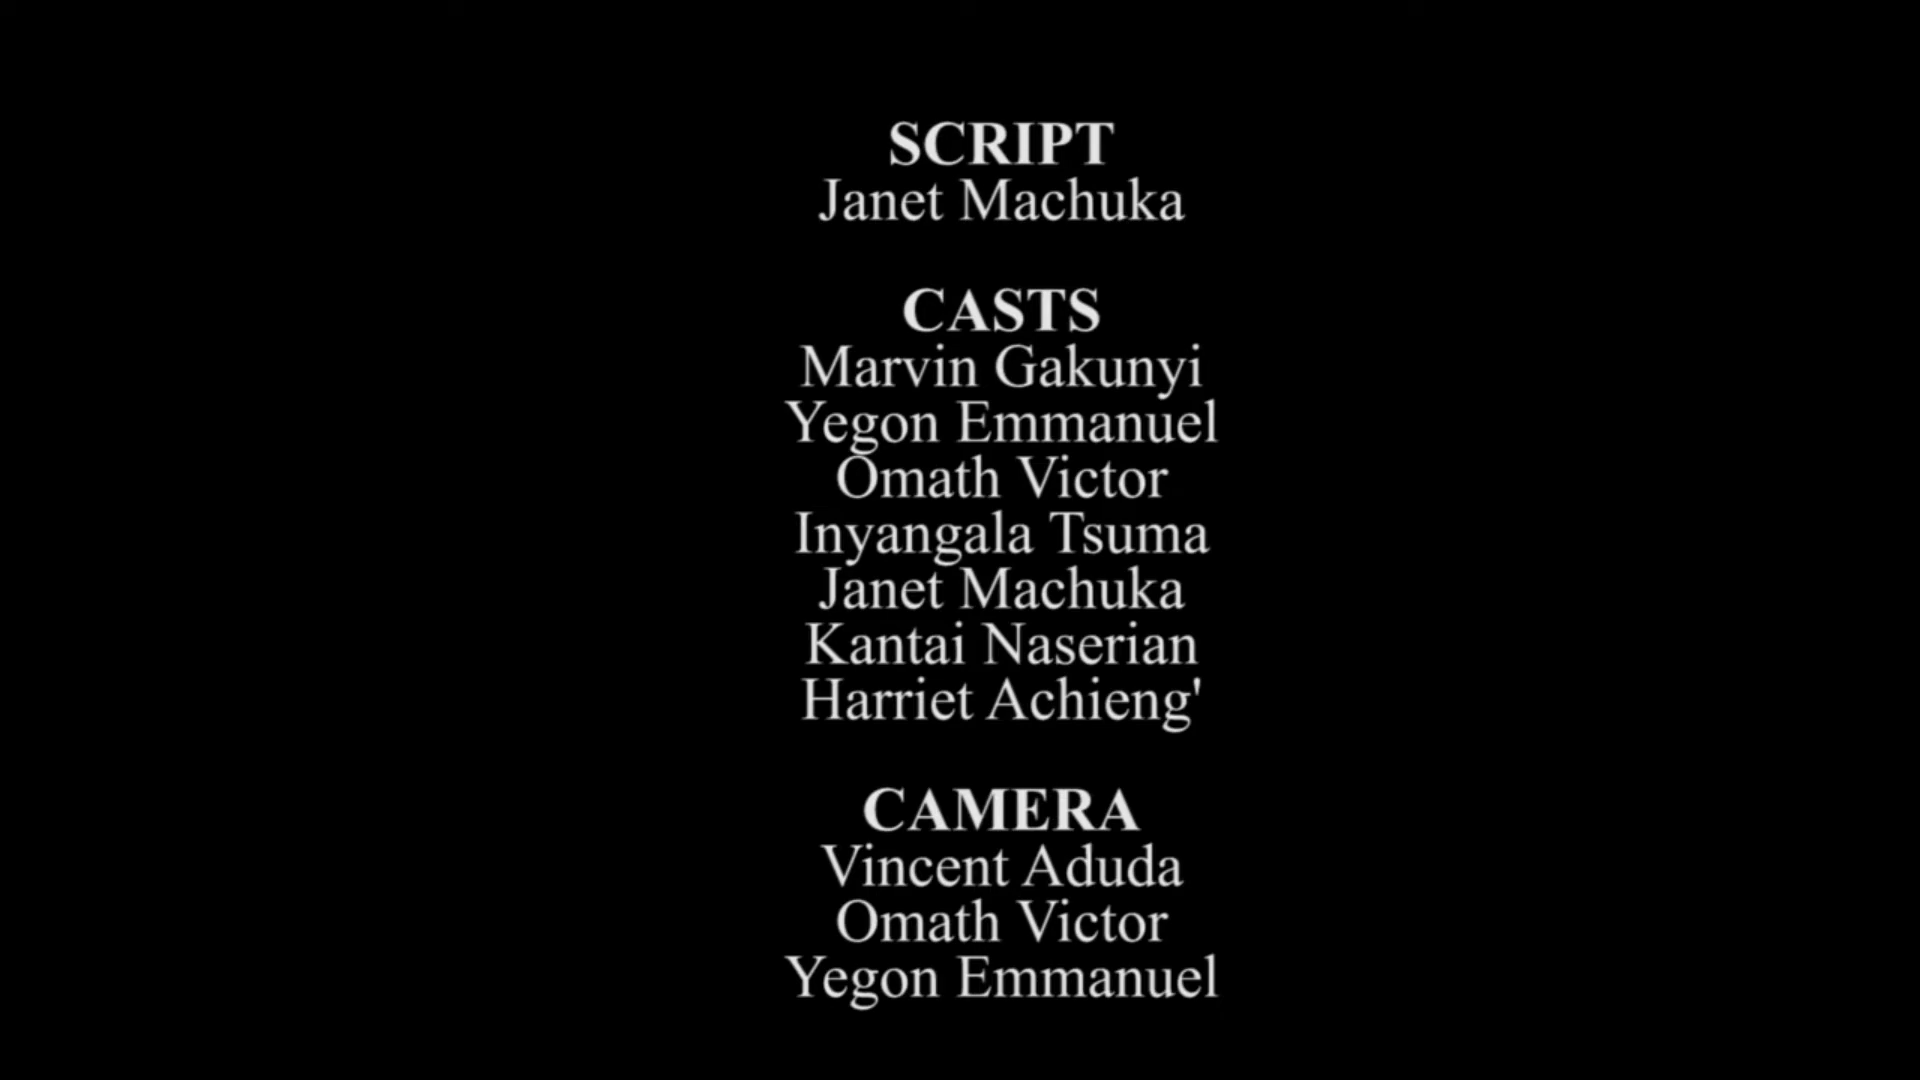 SCRIPT
Janet Machuka
CASTS
Marvin Gakunyi
Yegon Emmanuel
Omath Victor
Inyangala Tsuma
Janet Machuka
Kantai Naserian
Harriet Achieng'
CAMERA
Vincent Aduda
Omath Victor
Yegon Emmanuel